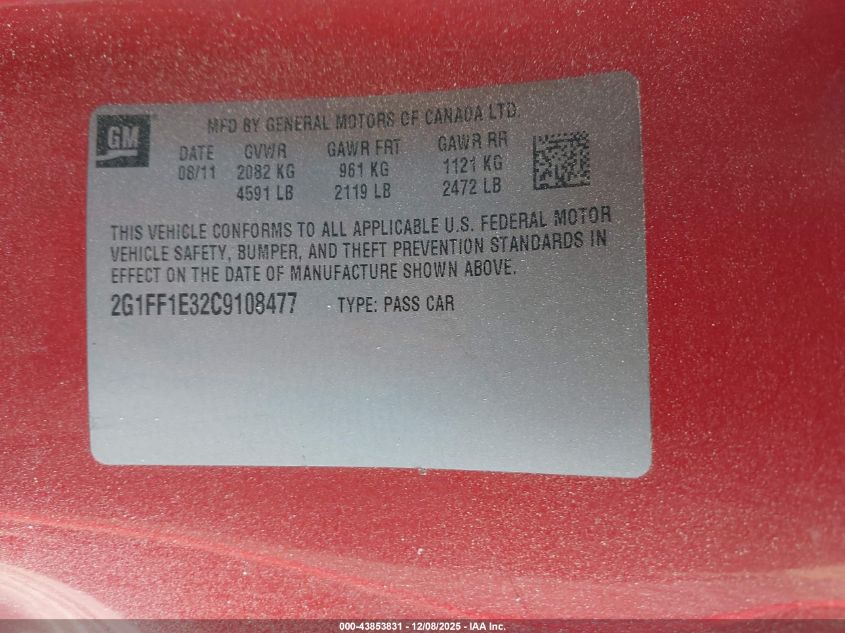 GM
MFD BY GENERAL MOTORS OF CANADA LTD.
DATE GVWR GAWR FRT GAWR RR
08/11 2082 KG 961 KG 1121 KG
4591 LB 2119 LB 2472 LB
THIS VEHICLE CONFORMS TO ALL APPLICABLE U.S. FEDERAL MOTOR
VEHICLE SAFETY, BUMPER, AND THEFT PREVENTION STANDARDS IN
EFFECT ON THE DATE OF MANUFACTURE SHOWN ABOVE.
2G1FF1E32C9108477 TYPE: PASS CAR
000-43853831 - 12/08/2025 - IAA Inc.